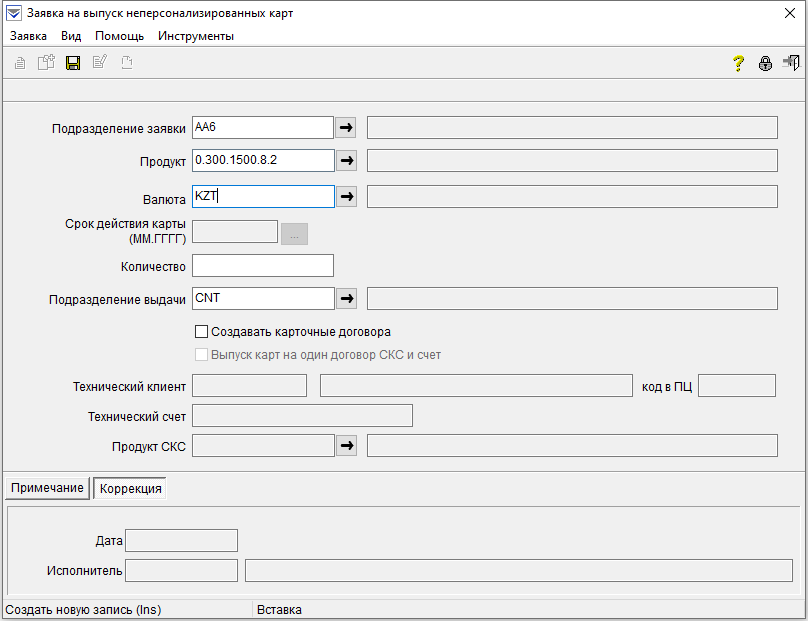 Заявка на выпуск неперсонализированных карт
Заявка Вид Помощь Инструменты
Подразделение заявки AA6
Продукт 0.300.1500.8.2
Валюта KZT
Срок действия карты
(ММ.ГГГГ) ...
Количество
Подразделение выдачи CNT
Создавать карточные договора
Выпуск карт на один договор СКС и счет
Технический клиент код в ПЦ
Технический счет
Продукт СКС
Примечание Коррекция
Дата
Исполнитель
Создать новую запись (Ins) Вставка